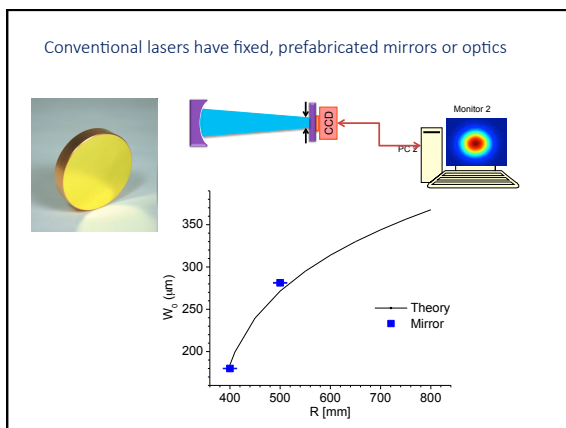 Conventional lasers have fixed, prefabricated mirrors or optics
CCD
Monitor 2
PC 2
350
300
250
200
W₀ (μm)
Theory
Mirror
400 500 600 700 800
R [mm]